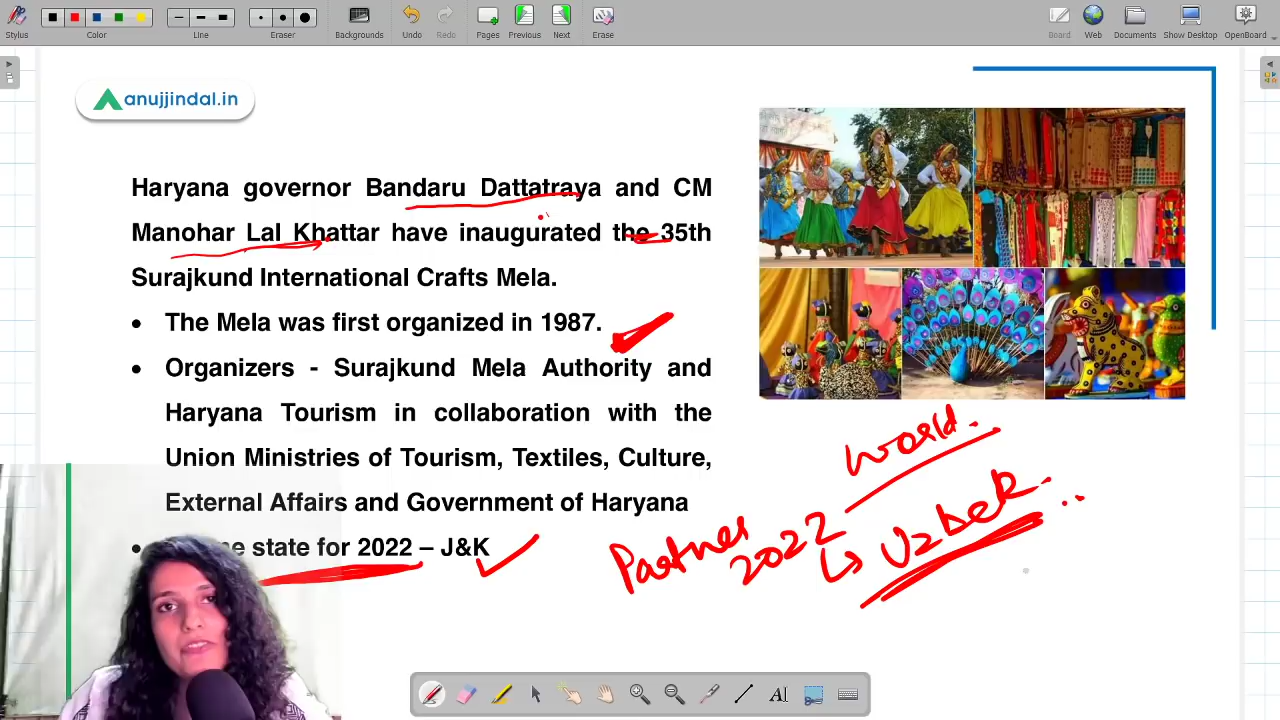 Stylus
Color
Line
Eraser
Backgrounds
Undo
Redo
Pages
Previous
Next
Erase
Board
Web
Documents
Show Desktop
OpenBoard
anujjindal.in
Haryana governor Bandaru Dattatraya and CM
Manohar Lal Khattar have inaugurated the 35th
Surajkund International Crafts Mela.
• The Mela was first organized in 1987.
• Organizers - Surajkund Mela Authority and
Haryana Tourism in collaboration with the
Union Ministries of Tourism, Textiles, Culture,
External Affairs and Government of Haryana
state for 2022 – J&K
World.
Partner
2022
Uzbek...
AI